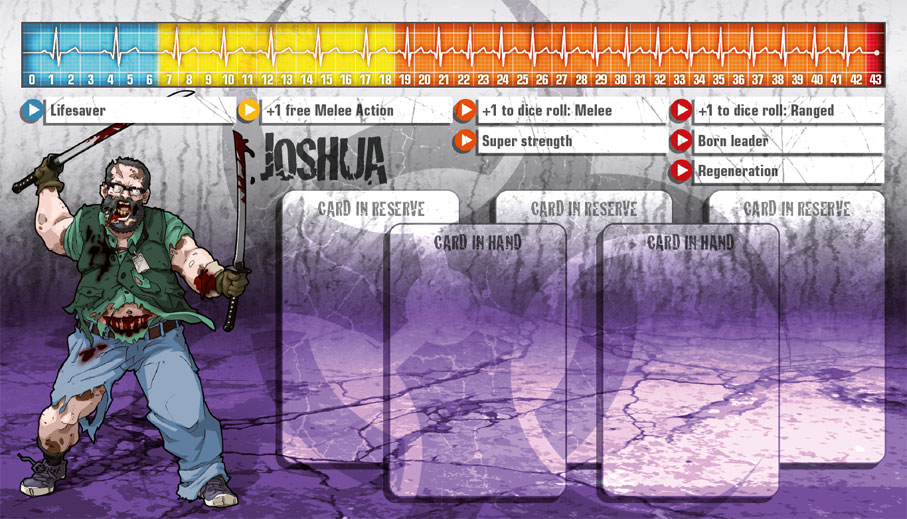 0 1 2 3 4 5 6 7 8 9 10 11 12 13 14 15 16 17 18 19 20 21 22 23 24 25 26 27 28 29 30 31 32 33 34 35 36 37 38 39 40 41 42 43
Lifesaver
+1 free Melee Action
+1 to dice roll: Melee
+1 to dice roll: Ranged
Super strength
Born leader
Regeneration
JOSHUA
CARD IN RESERVE
CARD IN RESERVE
CARD IN RESERVE
CARD IN HAND
CARD IN HAND